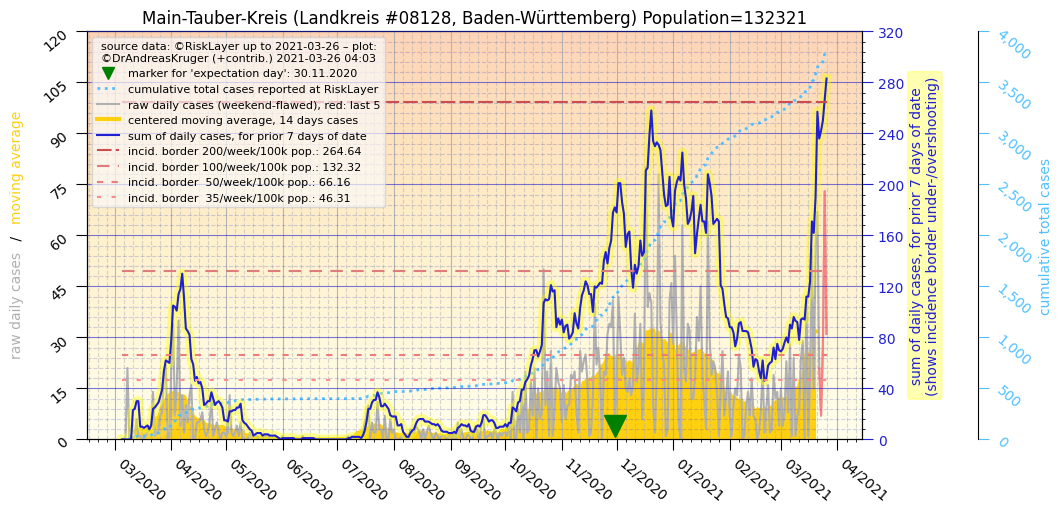 Main-Tauber-Kreis (Landkreis #08128, Baden-Württemberg) Population=132321
source data: ©RiskLayer up to 2021-03-26 – plot:
©DrAndreasKruger (+contrib.) 2021-03-26 04:03
marker for 'expectation day': 30.11.2020
cumulative total cases reported at RiskLayer
raw daily cases (weekend-flawed), red: last 5
centered moving average, 14 days cases
sum of daily cases, for prior 7 days of date
incid. border 200/week/100k pop.: 264.64
incid. border 100/week/100k pop.: 132.32
incid. border  50/week/100k pop.: 66.16
incid. border  35/week/100k pop.: 46.31
raw daily cases / moving average
120
105
90
75
60
45
30
15
0
03/2020
04/2020
05/2020
06/2020
07/2020
08/2020
09/2020
10/2020
11/2020
12/2020
01/2021
02/2021
03/2021
04/2021
320
280
240
200
160
120
80
40
0
sum of daily cases, for prior 7 days of date
(shows incidence border under-/overshooting)
4,000
3,500
3,000
2,500
2,000
1,500
1,000
500
0
cumulative total cases